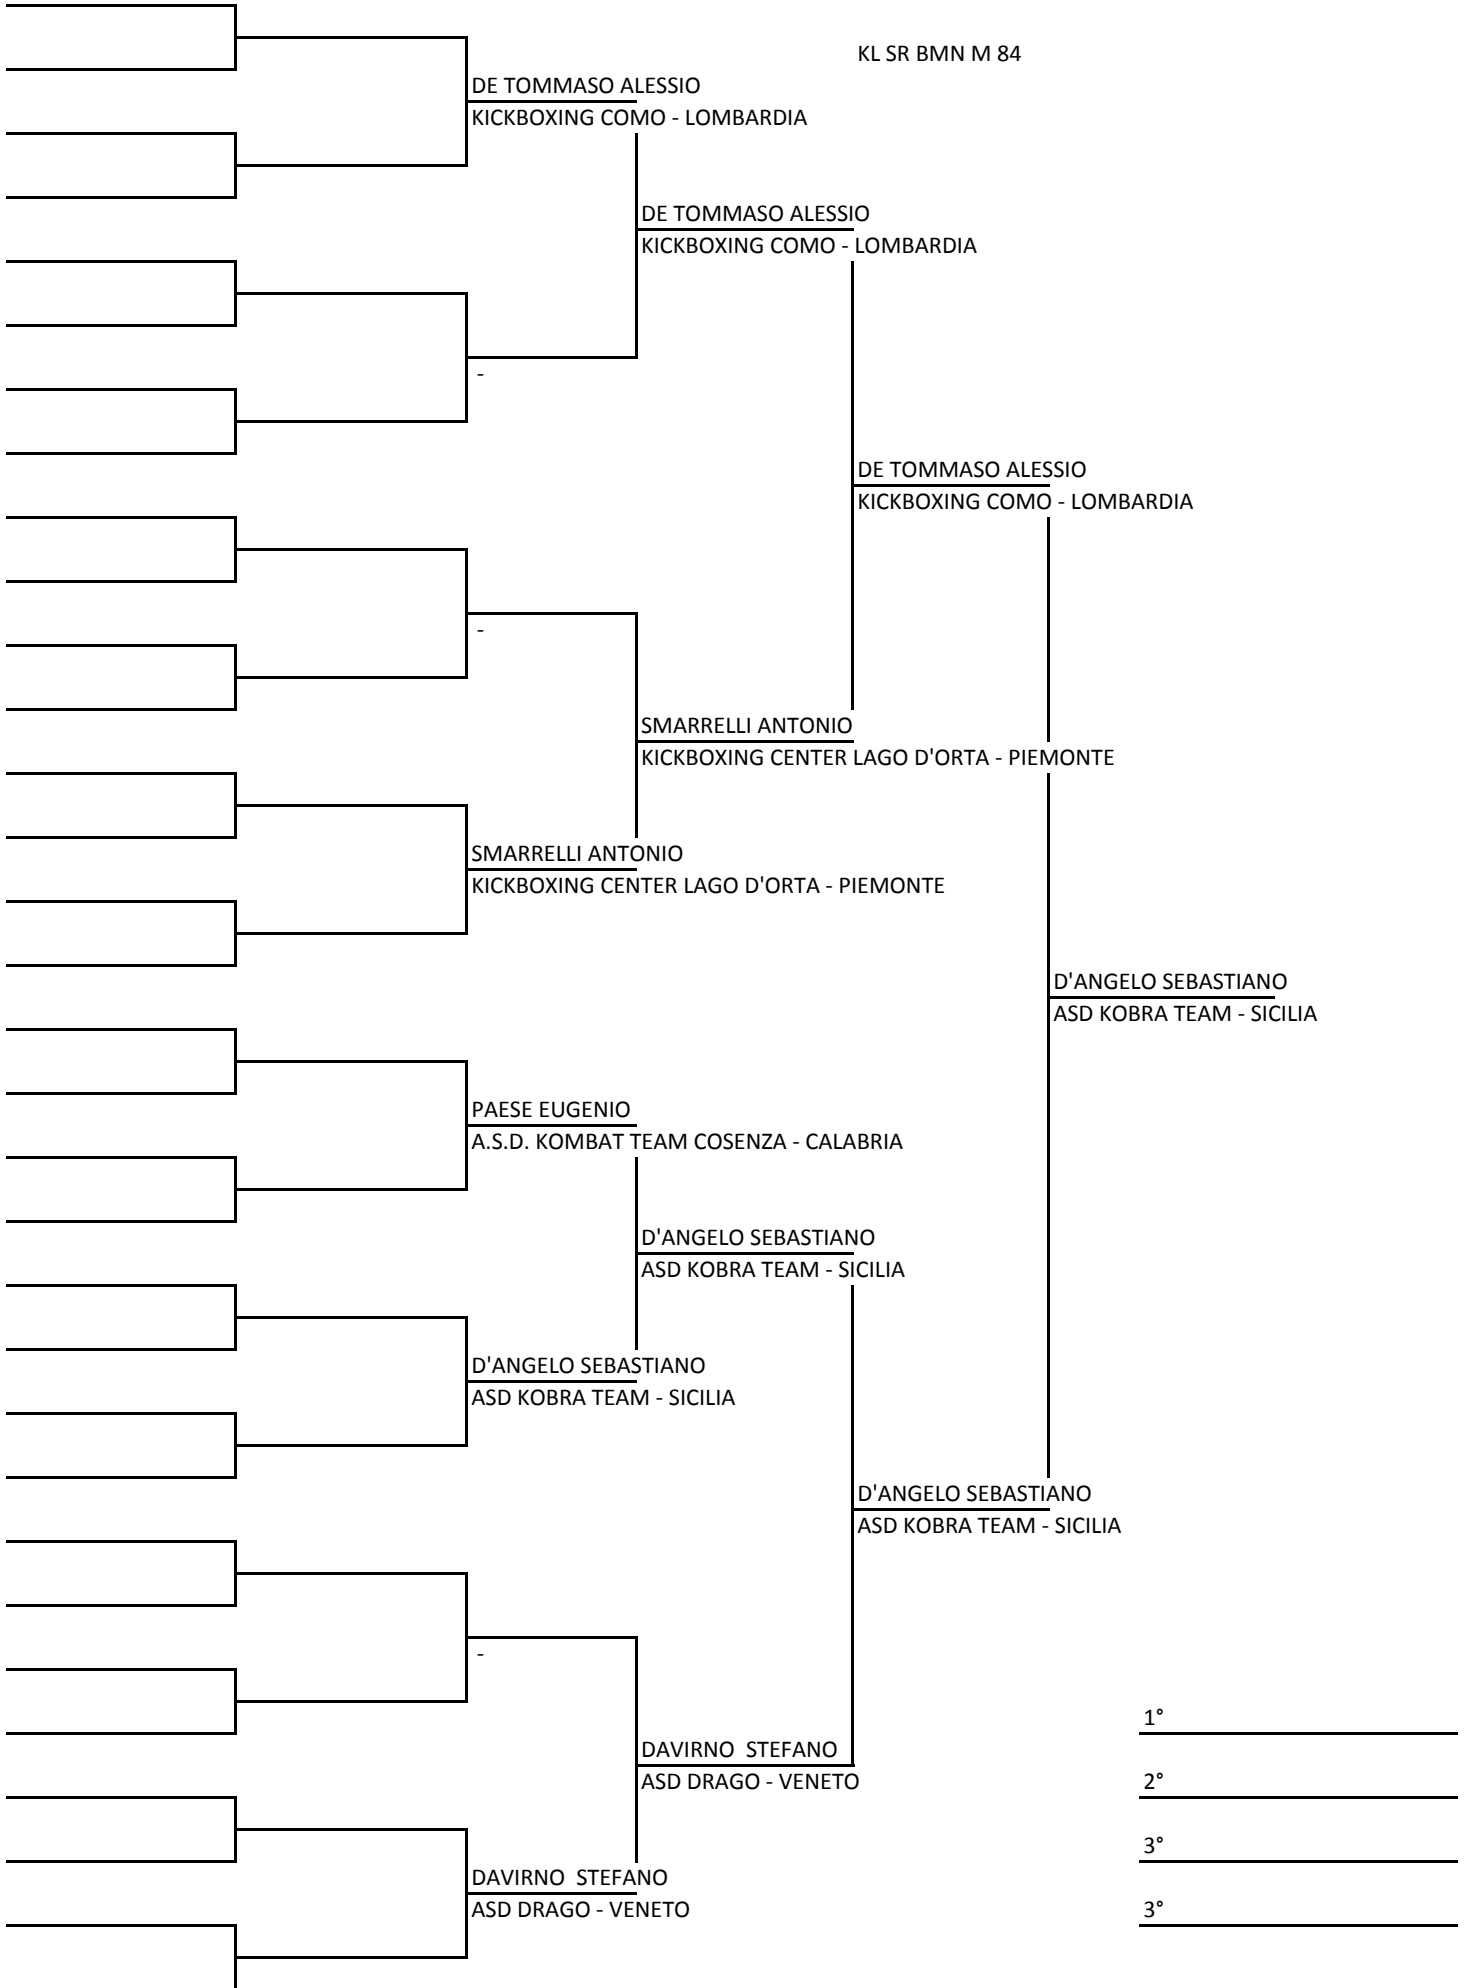 KL SR BMN M 84
DE TOMMASO ALESSIO
KICKBOXING COMO - LOMBARDIA
DE TOMMASO ALESSIO
KICKBOXING COMO - LOMBARDIA
-
DE TOMMASO ALESSIO
KICKBOXING COMO - LOMBARDIA
-
SMARRELLI ANTONIO
KICKBOXING CENTER LAGO D'ORTA - PIEMONTE
SMARRELLI ANTONIO
KICKBOXING CENTER LAGO D'ORTA - PIEMONTE
D'ANGELO SEBASTIANO
ASD KOBRA TEAM - SICILIA
PAESE EUGENIO
A.S.D. KOMBAT TEAM COSENZA - CALABRIA
D'ANGELO SEBASTIANO
ASD KOBRA TEAM - SICILIA
D'ANGELO SEBASTIANO
ASD KOBRA TEAM - SICILIA
D'ANGELO SEBASTIANO
ASD KOBRA TEAM - SICILIA
-
1°
DAVIRNO  STEFANO
ASD DRAGO - VENETO
2°
3°
DAVIRNO  STEFANO
ASD DRAGO - VENETO
3°